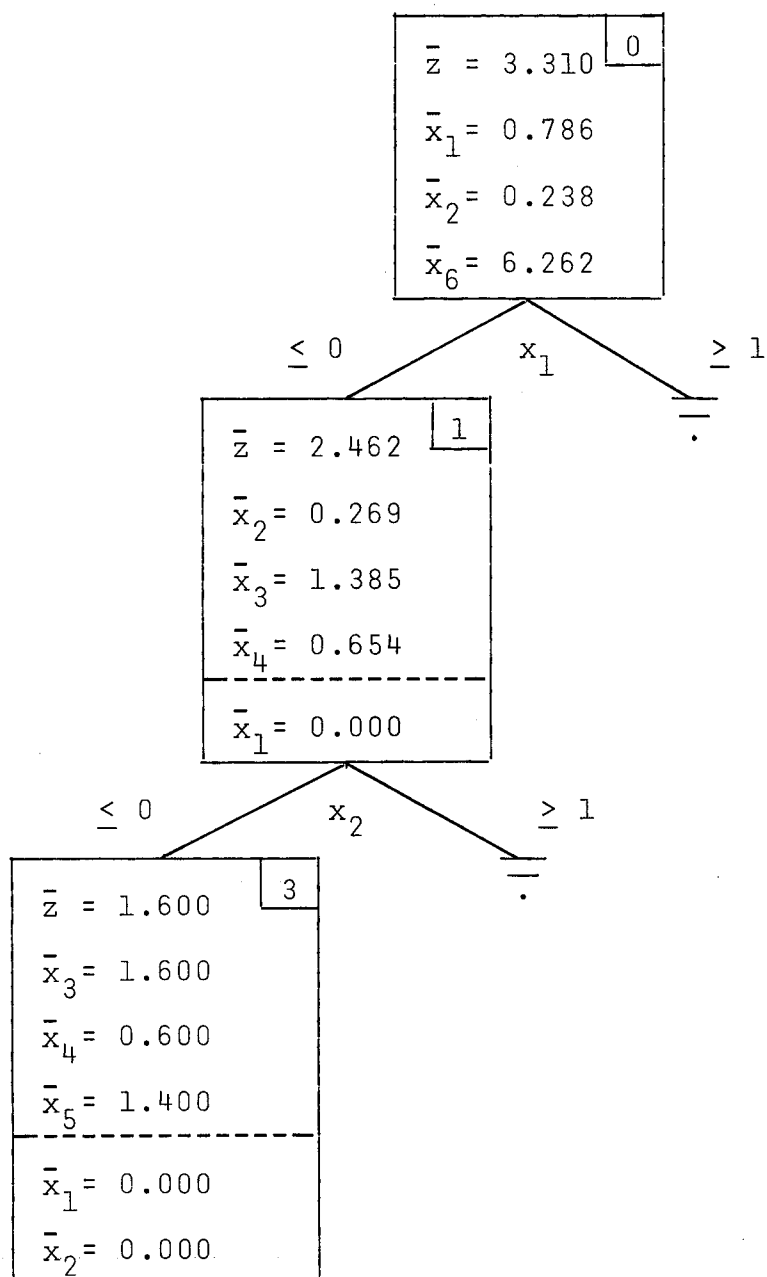 z̄ = 3.310 0
x̄₁ = 0.786
x̄₂ = 0.238
x̄₆ = 6.262
≤ 0 x₁ ≥ 1
z̄ = 2.462 1
x̄₂ = 0.269
x̄₃ = 1.385
x̄₄ = 0.654
x̄₁ = 0.000
≤ 0 x₂ ≥ 1
z̄ = 1.600 3
x̄₃ = 1.600
x̄₄ = 0.600
x̄₅ = 1.400
x̄₁ = 0.000
x̄₂ = 0.000